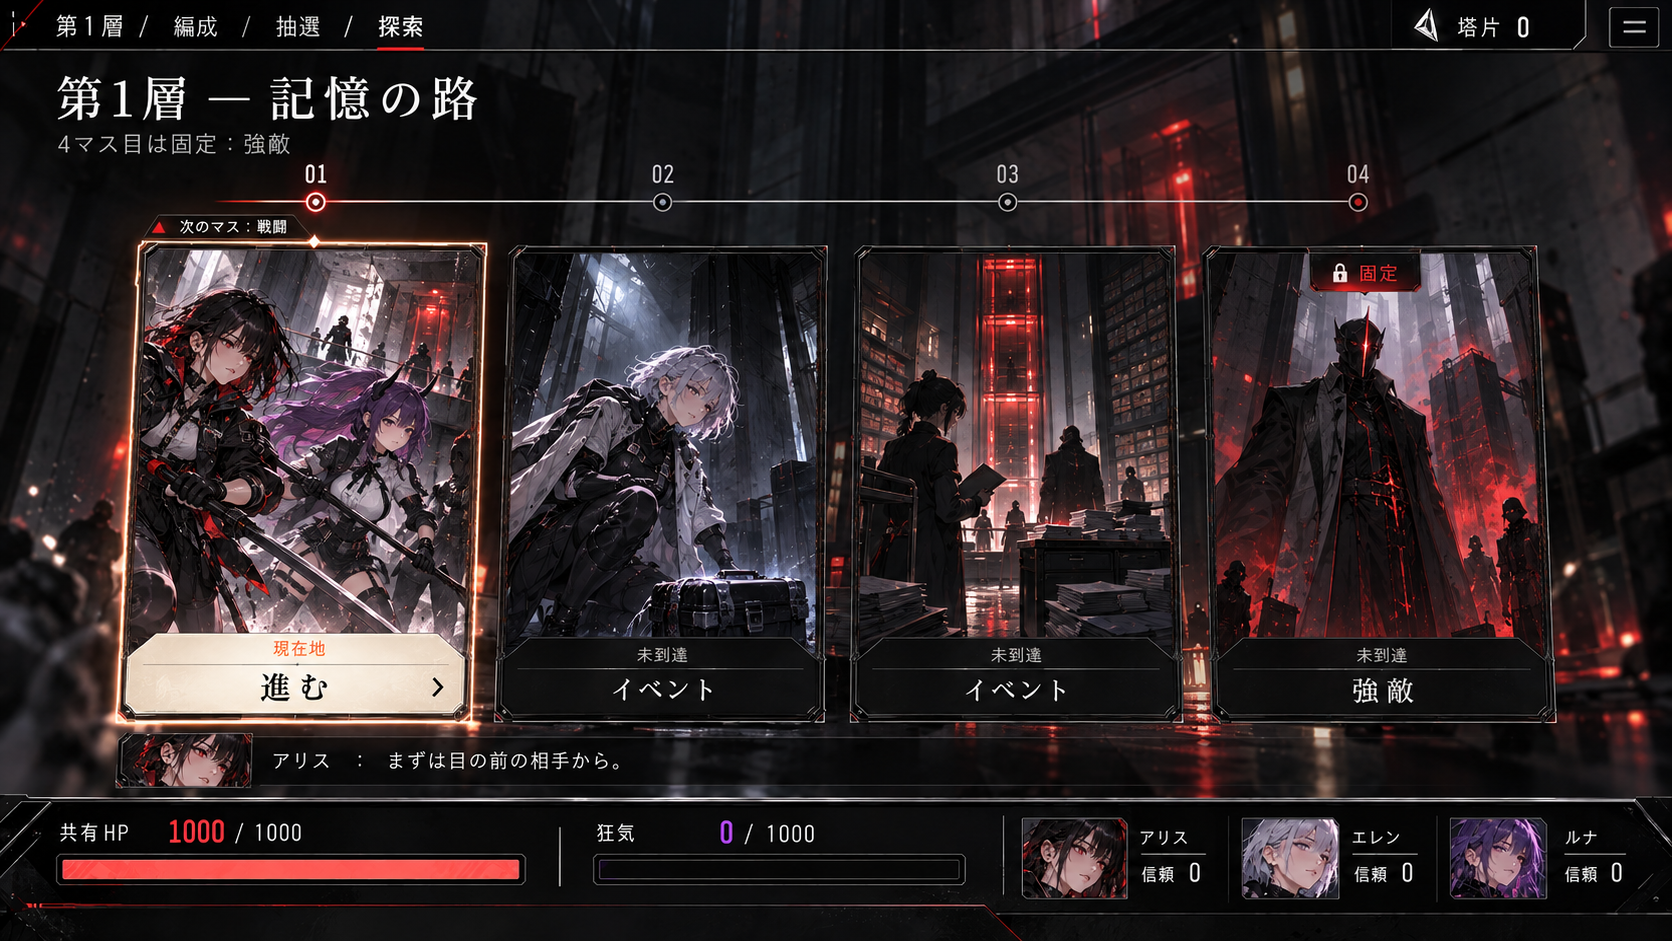 第1層 / 編成 / 抽選 / 探索
塔片 0
第1層 — 記憶の路
4マス目は固定：強敵
01 02 03 04
次のマス：戦闘
固定
現在地
進む
未到達
イベント
未到達
イベント
未到達
強敵
アリス ： まずは目の前の相手から。
共有HP 1000 / 1000
狂気 0 / 1000
アリス
信頼 0
エレン
信頼 0
ルナ
信頼 0